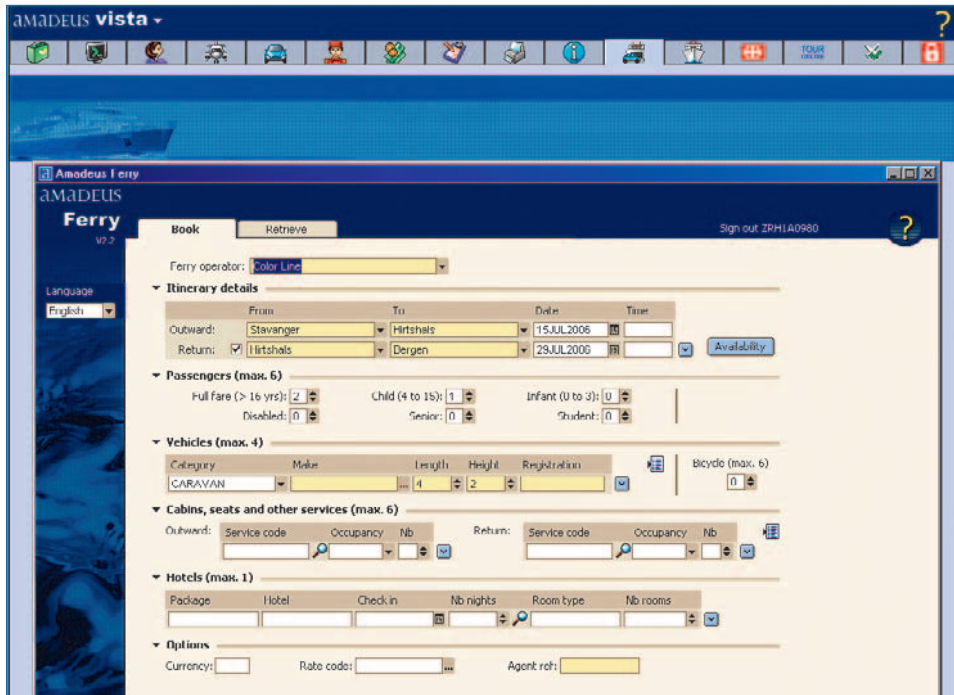 amadeus vista
?
TOUR ONLINE
Amadeus Ferry
amadeus
Ferry
V2.2
Book Retrieve Sign out ZRH1A0980 ?
Ferry operator: Color Line
Language
English
Itinerary details
From To Date Time
Outward: Stavanger Hirtshals 15JUL2006
Return: Hirtshals Bergen 29JUL2006 Availability
Passengers (max. 6)
Full fare (> 16 yrs): 2 Child (4 to 15): 1 Infant (0 to 3): 0
Disabled: 0 Senior: 0 Student: 0
Vehicles (max. 4)
Category Make Length Height Registration Bicycle (max. 6)
CARAVAN ... 4 2 0
Cabins, seats and other services (max. 6)
Outward: Service code Occupancy Nb Return: Service code Occupancy Nb
Hotels (max. 1)
Package Hotel Check in Nb nights Room type Nb rooms
Options
Currency: Rate code: ... Agent ref: